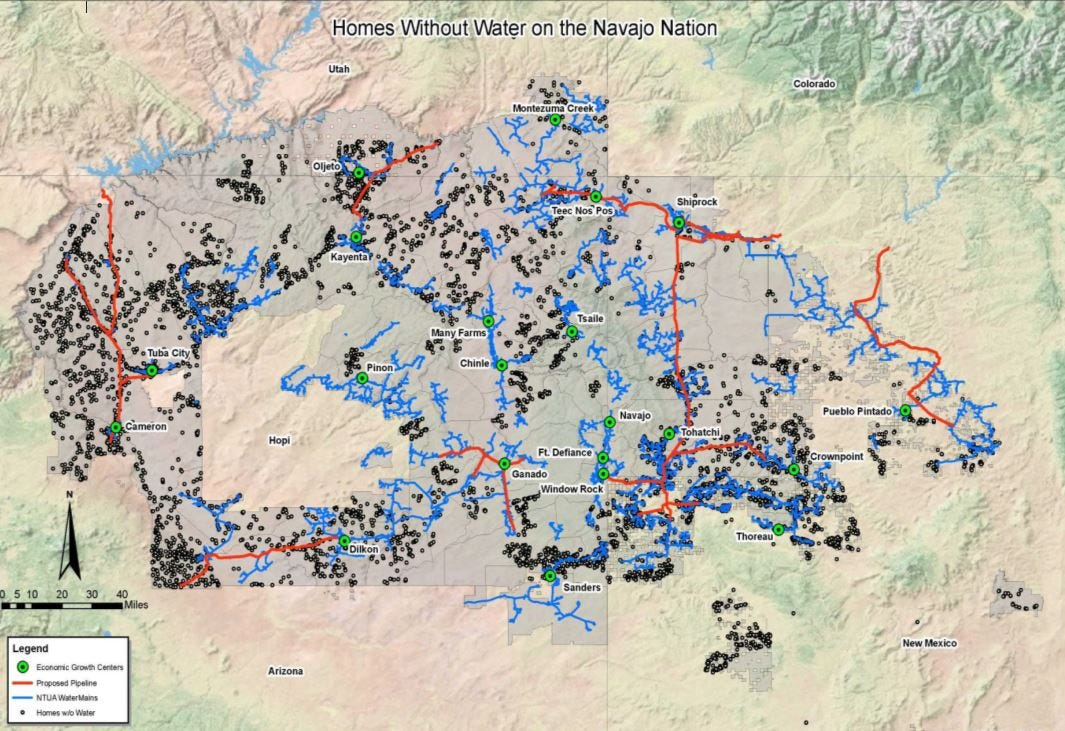 Homes Without Water on the Navajo Nation
Utah
Colorado
Montezuma Creek
Oljeto
Teec Nos Pos
Shiprock
Kayenta
Many Farms
Tsaile
Tuba City
Chinle
Pinon
Cameron
Navajo
Pueblo Pintado
Hopi
Tohatchi
Ft. Defiance
Crownpoint
Ganado
Window Rock
N
Thoreau
Dilkon
Sanders
0 5 10 20 30 40
Miles
New Mexico
Arizona
Legend
Economic Growth Centers
Proposed Pipeline
NTUA WaterMains
Homes w/o Water